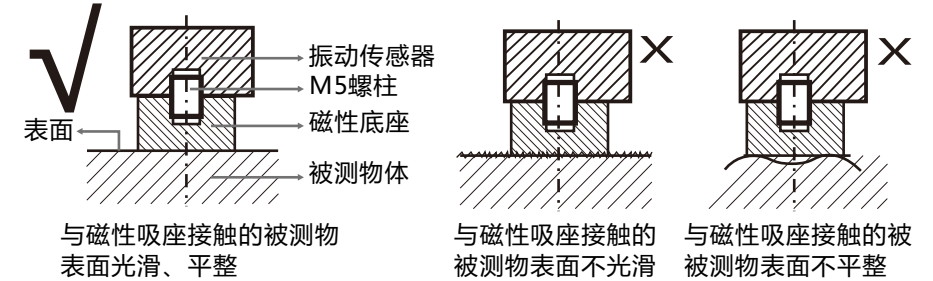 振动传感器
M5螺柱
磁性底座
表面
被测物体
与磁性吸座接触的被测物
表面光滑、平整
与磁性吸座接触的
被测物表面不光滑
与磁性吸座接触的被
被测物表面不平整